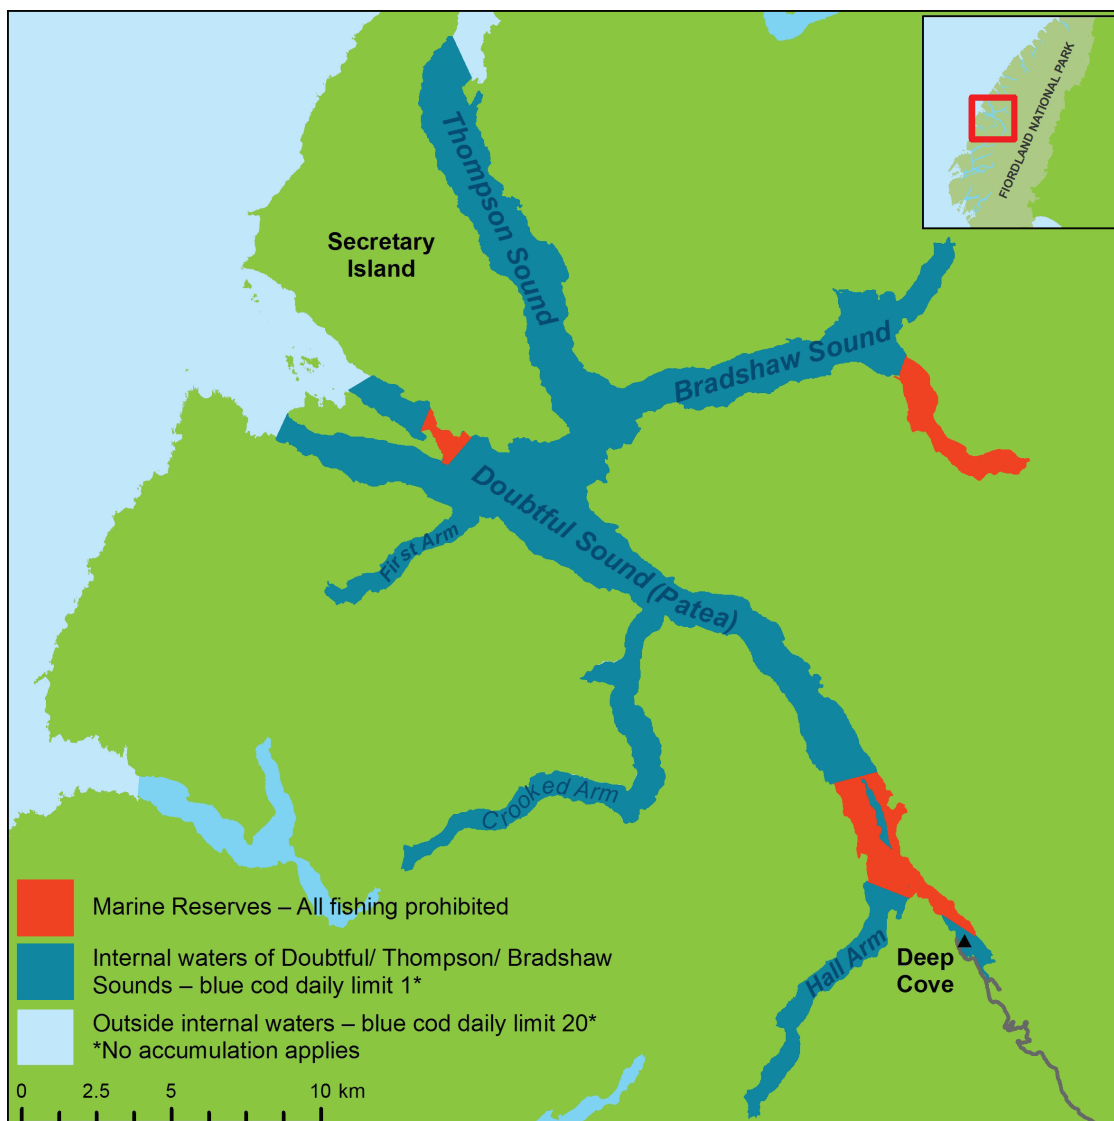 FIORDLAND NATIONAL PARK
Thompson Sound
Secretary
Island
Bradshaw Sound
Doubtful Sound (Patea)
First Arm
Crooked Arm
Hall Arm
Deep
Cove
Marine Reserves – All fishing prohibited
Internal waters of Doubtful/ Thompson/ Bradshaw
Sounds – blue cod daily limit 1*
Outside internal waters – blue cod daily limit 20*
*No accumulation applies
0 2.5 5 10 km